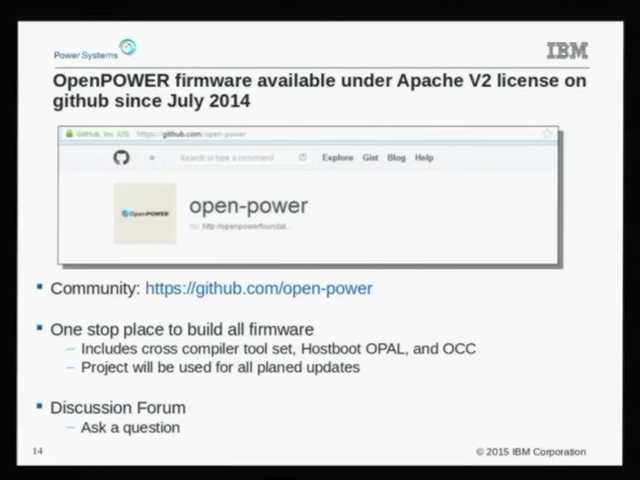 Power Systems
IBM
OpenPOWER firmware available under Apache V2 license on
github since July 2014
GitHub, Inc. (US) https://github.com/open-power
Search or type a command
Explore Gist Blog Help
OpenPOWER
open-power
http://openpowerfoundat...
Community: https://github.com/open-power
One stop place to build all firmware
– Includes cross compiler tool set, Hostboot OPAL, and OCC
– Project will be used for all planed updates
Discussion Forum
– Ask a question
14
© 2015 IBM Corporation